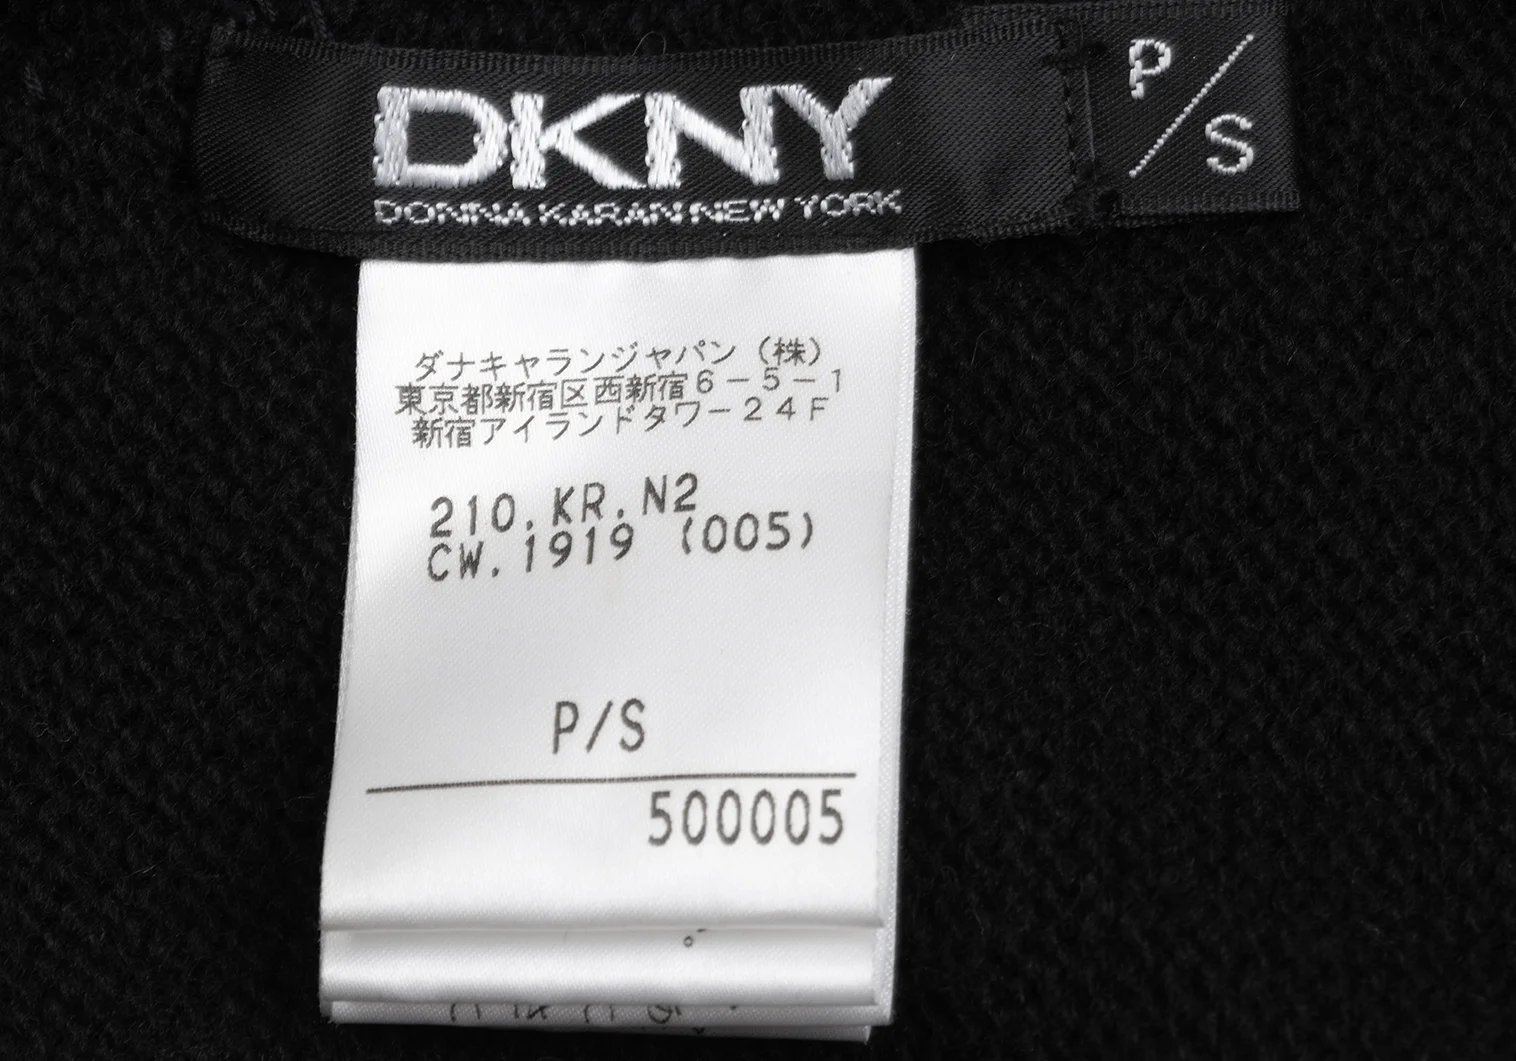 DKNY
DONNA KARAN NEW YORK
P/S
ダナキャランジャパン（株）
東京都新宿区西新宿６－５－１
新宿アイランドタワー２４Ｆ
210.KR.N2
CW.1919 (005)
P/S
500005